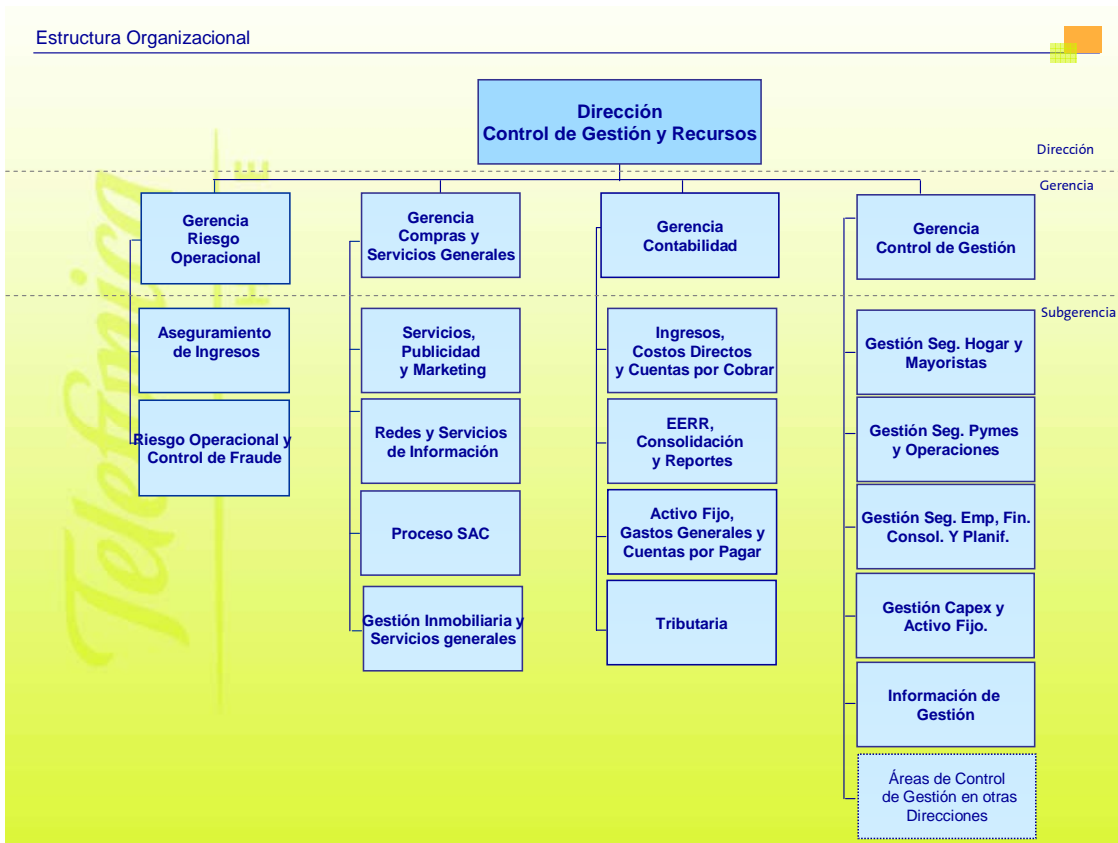 Estructura Organizacional
Dirección
Control de Gestión y Recursos
Dirección
Gerencia
Gerencia
Riesgo
Operacional
Gerencia
Compras y
Servicios Generales
Gerencia
Contabilidad
Gerencia
Control de Gestión
Subgerencia
Aseguramiento
de Ingresos
Riesgo Operacional y
Control de Fraude
Servicios,
Publicidad
y Marketing
Redes y Servicios
de Información
Proceso SAC
Gestión Inmobiliaria y
Servicios generales
Ingresos,
Costos Directos
y Cuentas por Cobrar
EERR,
Consolidación
y Reportes
Activo Fijo,
Gastos Generales y
Cuentas por Pagar
Tributaria
Gestión Seg. Hogar y
Mayoristas
Gestión Seg. Pymes
y Operaciones
Gestión Seg. Emp, Fin.
Consol. Y Planif.
Gestión Capex y
Activo Fijo.
Información de
Gestión
Áreas de Control
de Gestión en otras
Direcciones
Telefónica